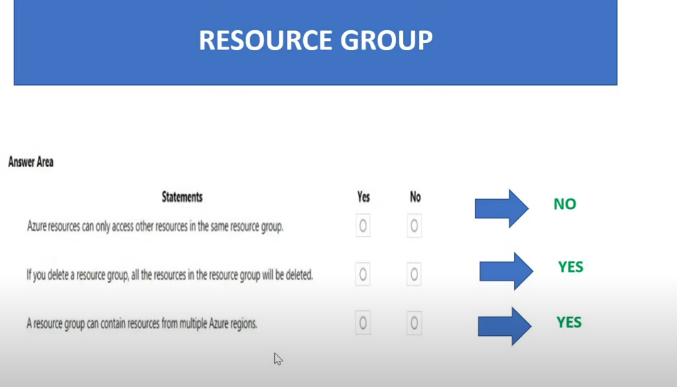 RESOURCE GROUP
Answer Area
Statements Yes No
NO
Azure resources can only access other resources in the same resource group.
YES
If you delete a resource group, all the resources in the resource group will be deleted.
A resource group can contain resources from multiple Azure regions.
YES